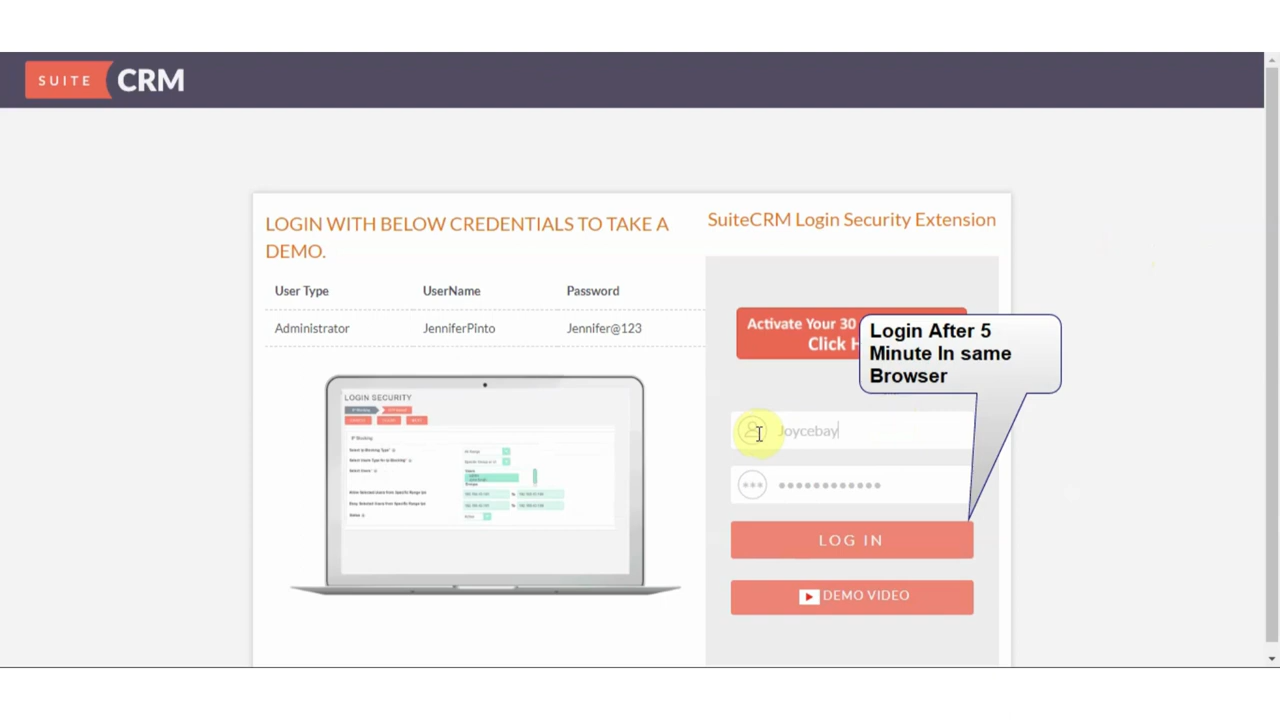 SUITE CRM
LOGIN WITH BELOW CREDENTIALS TO TAKE A
DEMO.
User Type UserName Password
Administrator JenniferPinto Jennifer@123
LOGIN SECURITY
IP Blocking
SuiteCRM Login Security Extension
Activate Your 30
Click H
Login After 5
Minute In same
Browser
Joycebay
LOG IN
DEMO VIDEO